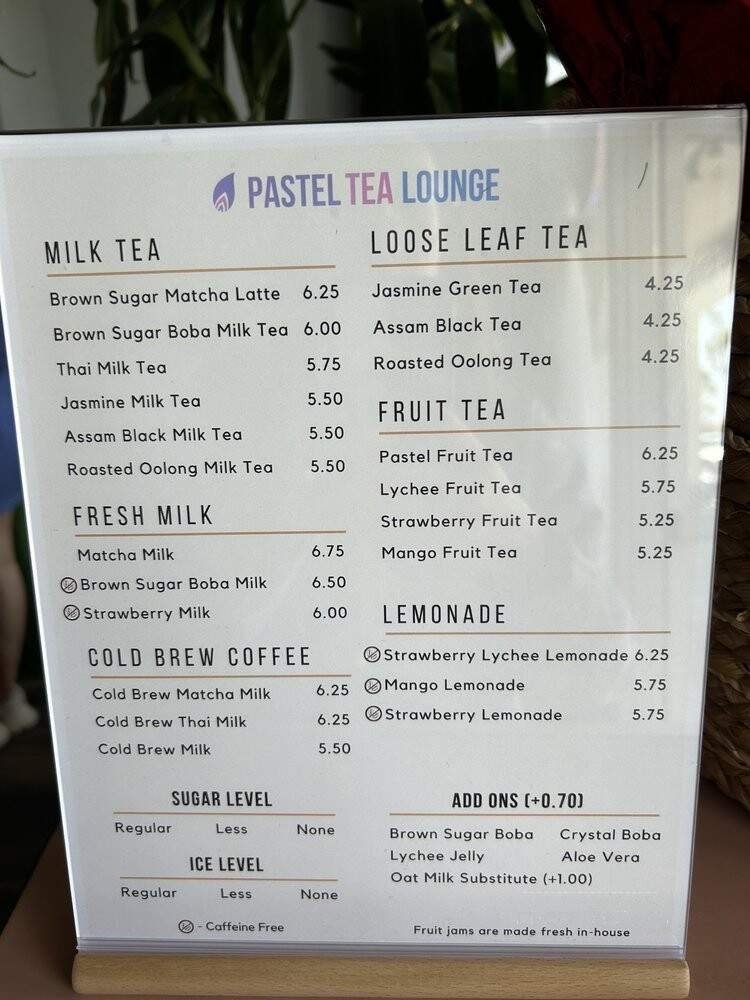 PASTEL TEA LOUNGE
MILK TEA
Brown Sugar Matcha Latte 6.25
Brown Sugar Boba Milk Tea 6.00
Thai Milk Tea 5.75
Jasmine Milk Tea 5.50
Assam Black Milk Tea 5.50
Roasted Oolong Milk Tea 5.50
FRESH MILK
Matcha Milk 6.75
Brown Sugar Boba Milk 6.50
Strawberry Milk 6.00
COLD BREW COFFEE
Cold Brew Matcha Milk 6.25
Cold Brew Thai Milk 6.25
Cold Brew Milk 5.50
SUGAR LEVEL
Regular Less None
ICE LEVEL
Regular Less None
- Caffeine Free
LOOSE LEAF TEA
Jasmine Green Tea 4.25
Assam Black Tea 4.25
Roasted Oolong Tea 4.25
FRUIT TEA
Pastel Fruit Tea 6.25
Lychee Fruit Tea 5.75
Strawberry Fruit Tea 5.25
Mango Fruit Tea 5.25
LEMONADE
Strawberry Lychee Lemonade 6.25
Mango Lemonade 5.75
Strawberry Lemonade 5.75
ADD ONS (+0.70)
Brown Sugar Boba Crystal Boba
Lychee Jelly Aloe Vera
Oat Milk Substitute (+1.00)
Fruit jams are made fresh in-house